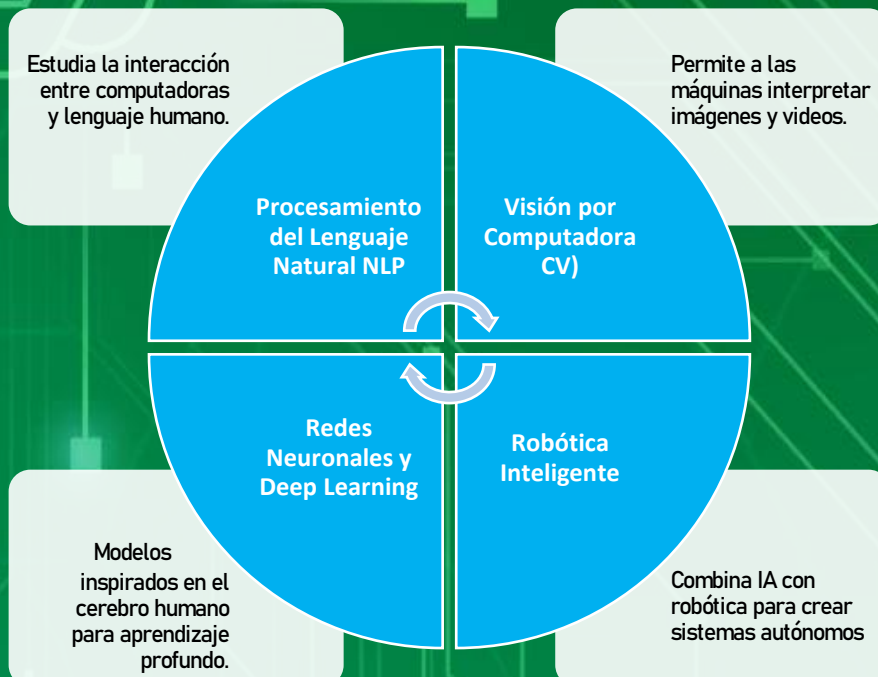 Estudia la interacción
entre computadoras
y lenguaje humano.
Permite a las
máquinas interpretar
imágenes y videos.
Procesamiento
del Lenguaje
Natural NLP
Visión por
Computadora
CV)
Redes
Neuronales y
Deep Learning
Robótica
Inteligente
Modelos
inspirados en el
cerebro humano
para aprendizaje
profundo.
Combina IA con
robótica para crear
sistemas autónomos